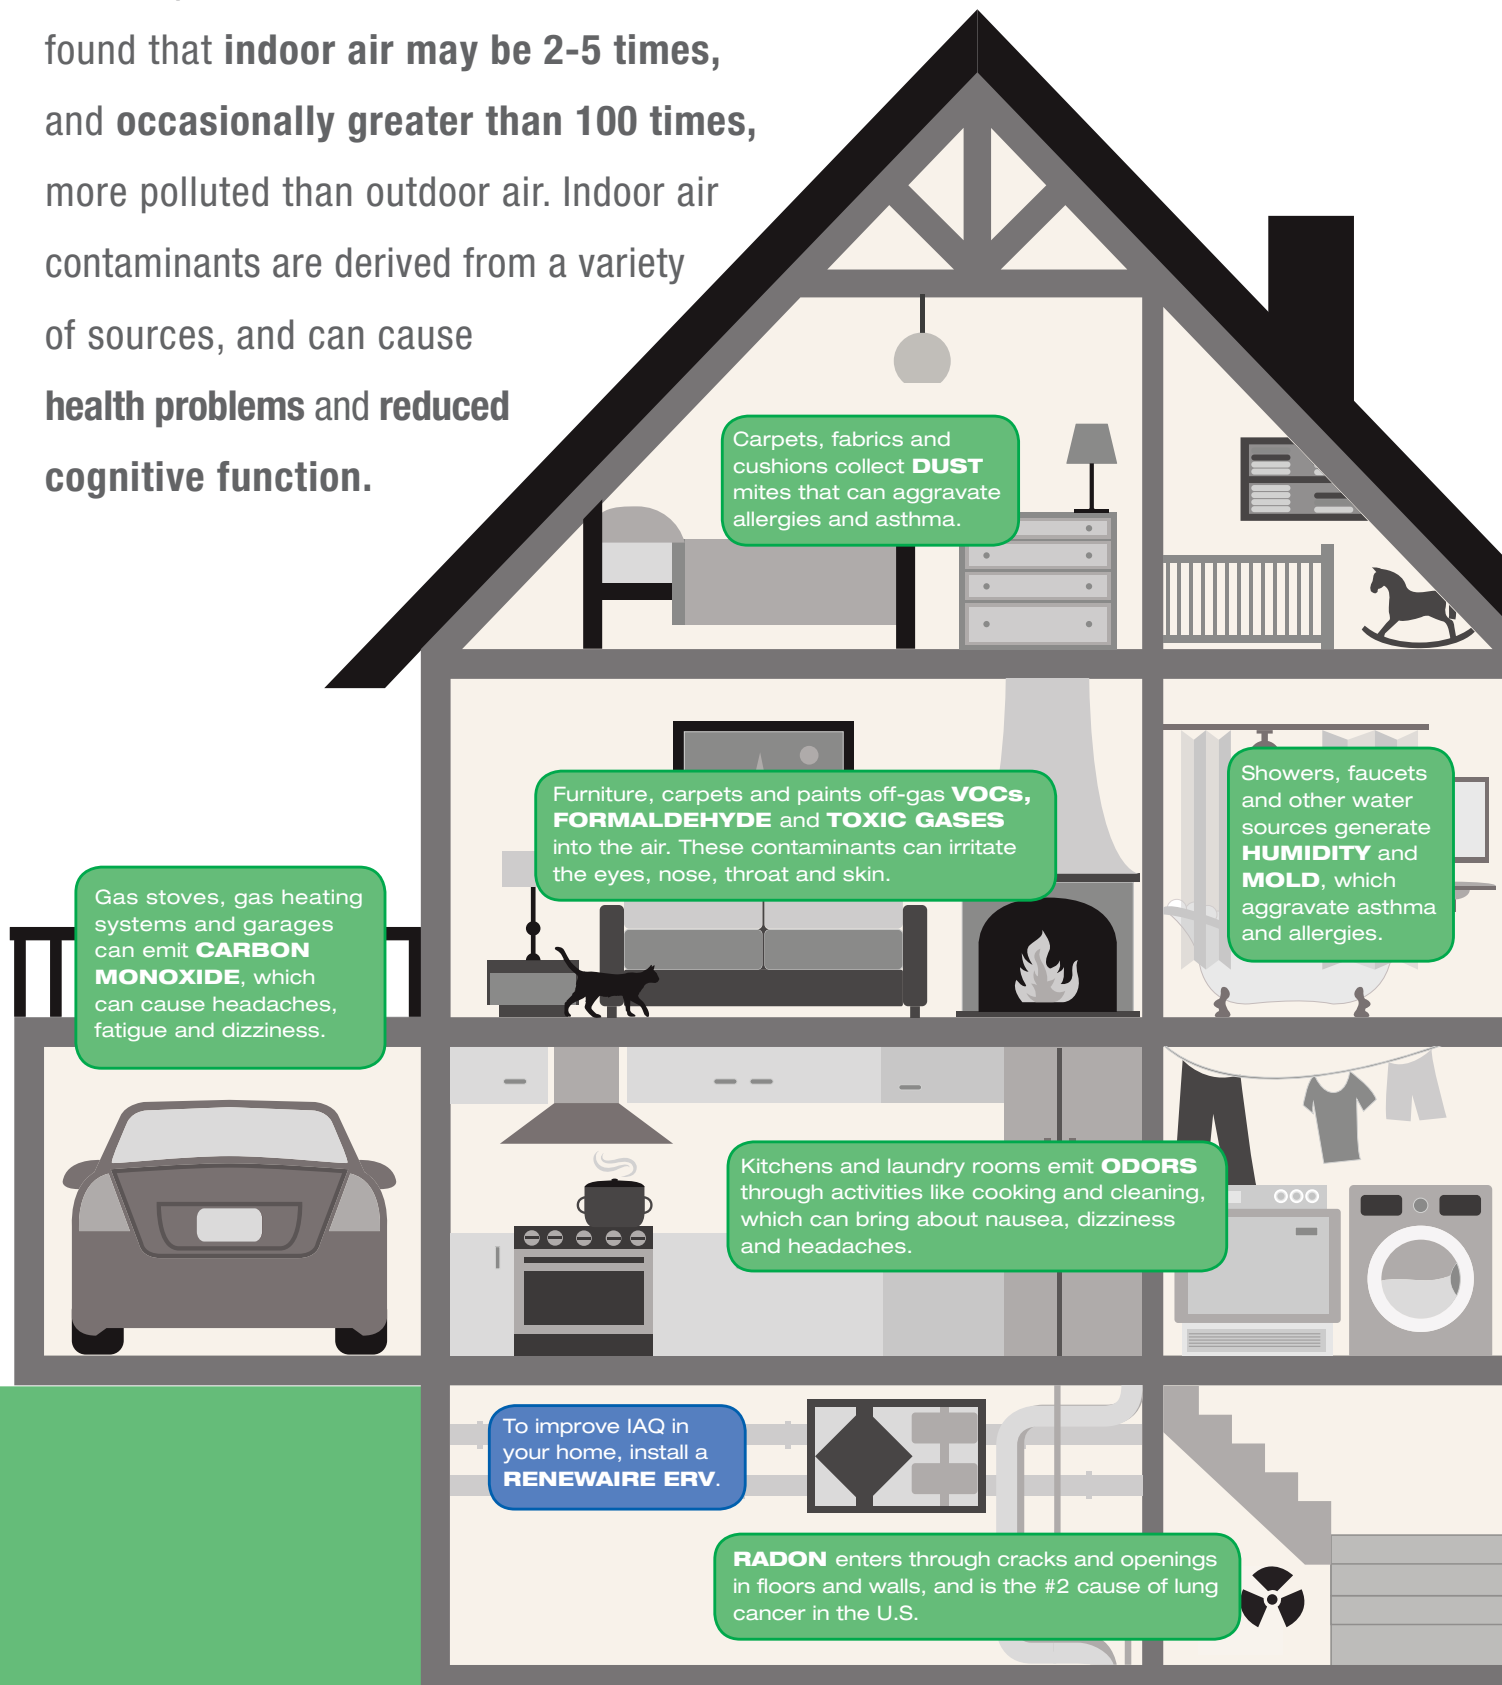 found that indoor air may be 2-5 times,
and occasionally greater than 100 times,
more polluted than outdoor air. Indoor air
contaminants are derived from a variety
of sources, and can cause
health problems and reduced
cognitive function.
Carpets, fabrics and
cushions collect DUST
mites that can aggravate
allergies and asthma.
Furniture, carpets and paints off-gas VOCs,
FORMALDEHYDE and TOXIC GASES
into the air. These contaminants can irritate
the eyes, nose, throat and skin.
Showers, faucets
and other water
sources generate
HUMIDITY and
MOLD, which
aggravate asthma
and allergies.
Gas stoves, gas heating
systems and garages
can emit CARBON
MONOXIDE, which
can cause headaches,
fatigue and dizziness.
Kitchens and laundry rooms emit ODORS
through activities like cooking and cleaning,
which can bring about nausea, dizziness
and headaches.
To improve IAQ in
your home, install a
RENEWAIRE ERV.
RADON enters through cracks and openings
in floors and walls, and is the #2 cause of lung
cancer in the U.S.